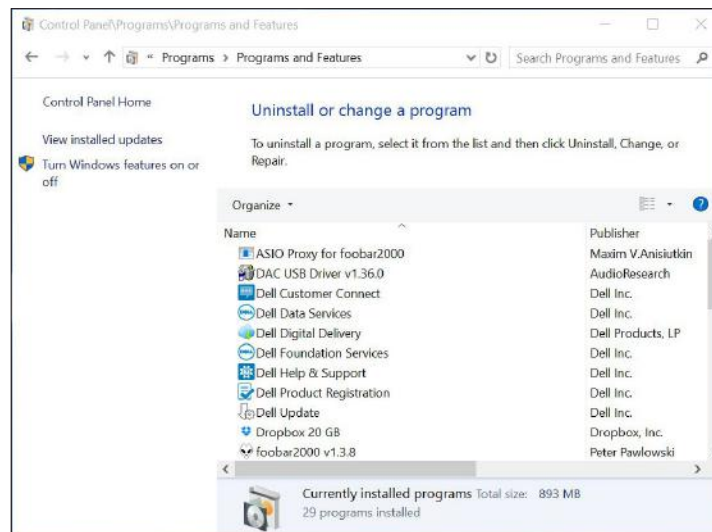 Control Panel\Programs\Programs and Features
« Programs > Programs and Features
Search Programs and Features
Control Panel Home
View installed updates
Turn Windows features on or
off
Uninstall or change a program
To uninstall a program, select it from the list and then click Uninstall, Change, or
Repair.
Organize
Name Publisher
ASIO Proxy for foobar2000 Maxim V.Anisiutkin
DAC USB Driver v1.36.0 AudioResearch
Dell Customer Connect Dell Inc.
Dell Data Services Dell Inc.
Dell Digital Delivery Dell Products, LP
Dell Foundation Services Dell Inc.
Dell Help & Support Dell Inc.
Dell Product Registration Dell Inc.
Dell Update Dell Inc.
Dropbox 20 GB Dropbox, Inc.
foobar2000 v1.3.8 Peter Pawlowski
Currently installed programs Total size: 893 MB
29 programs installed